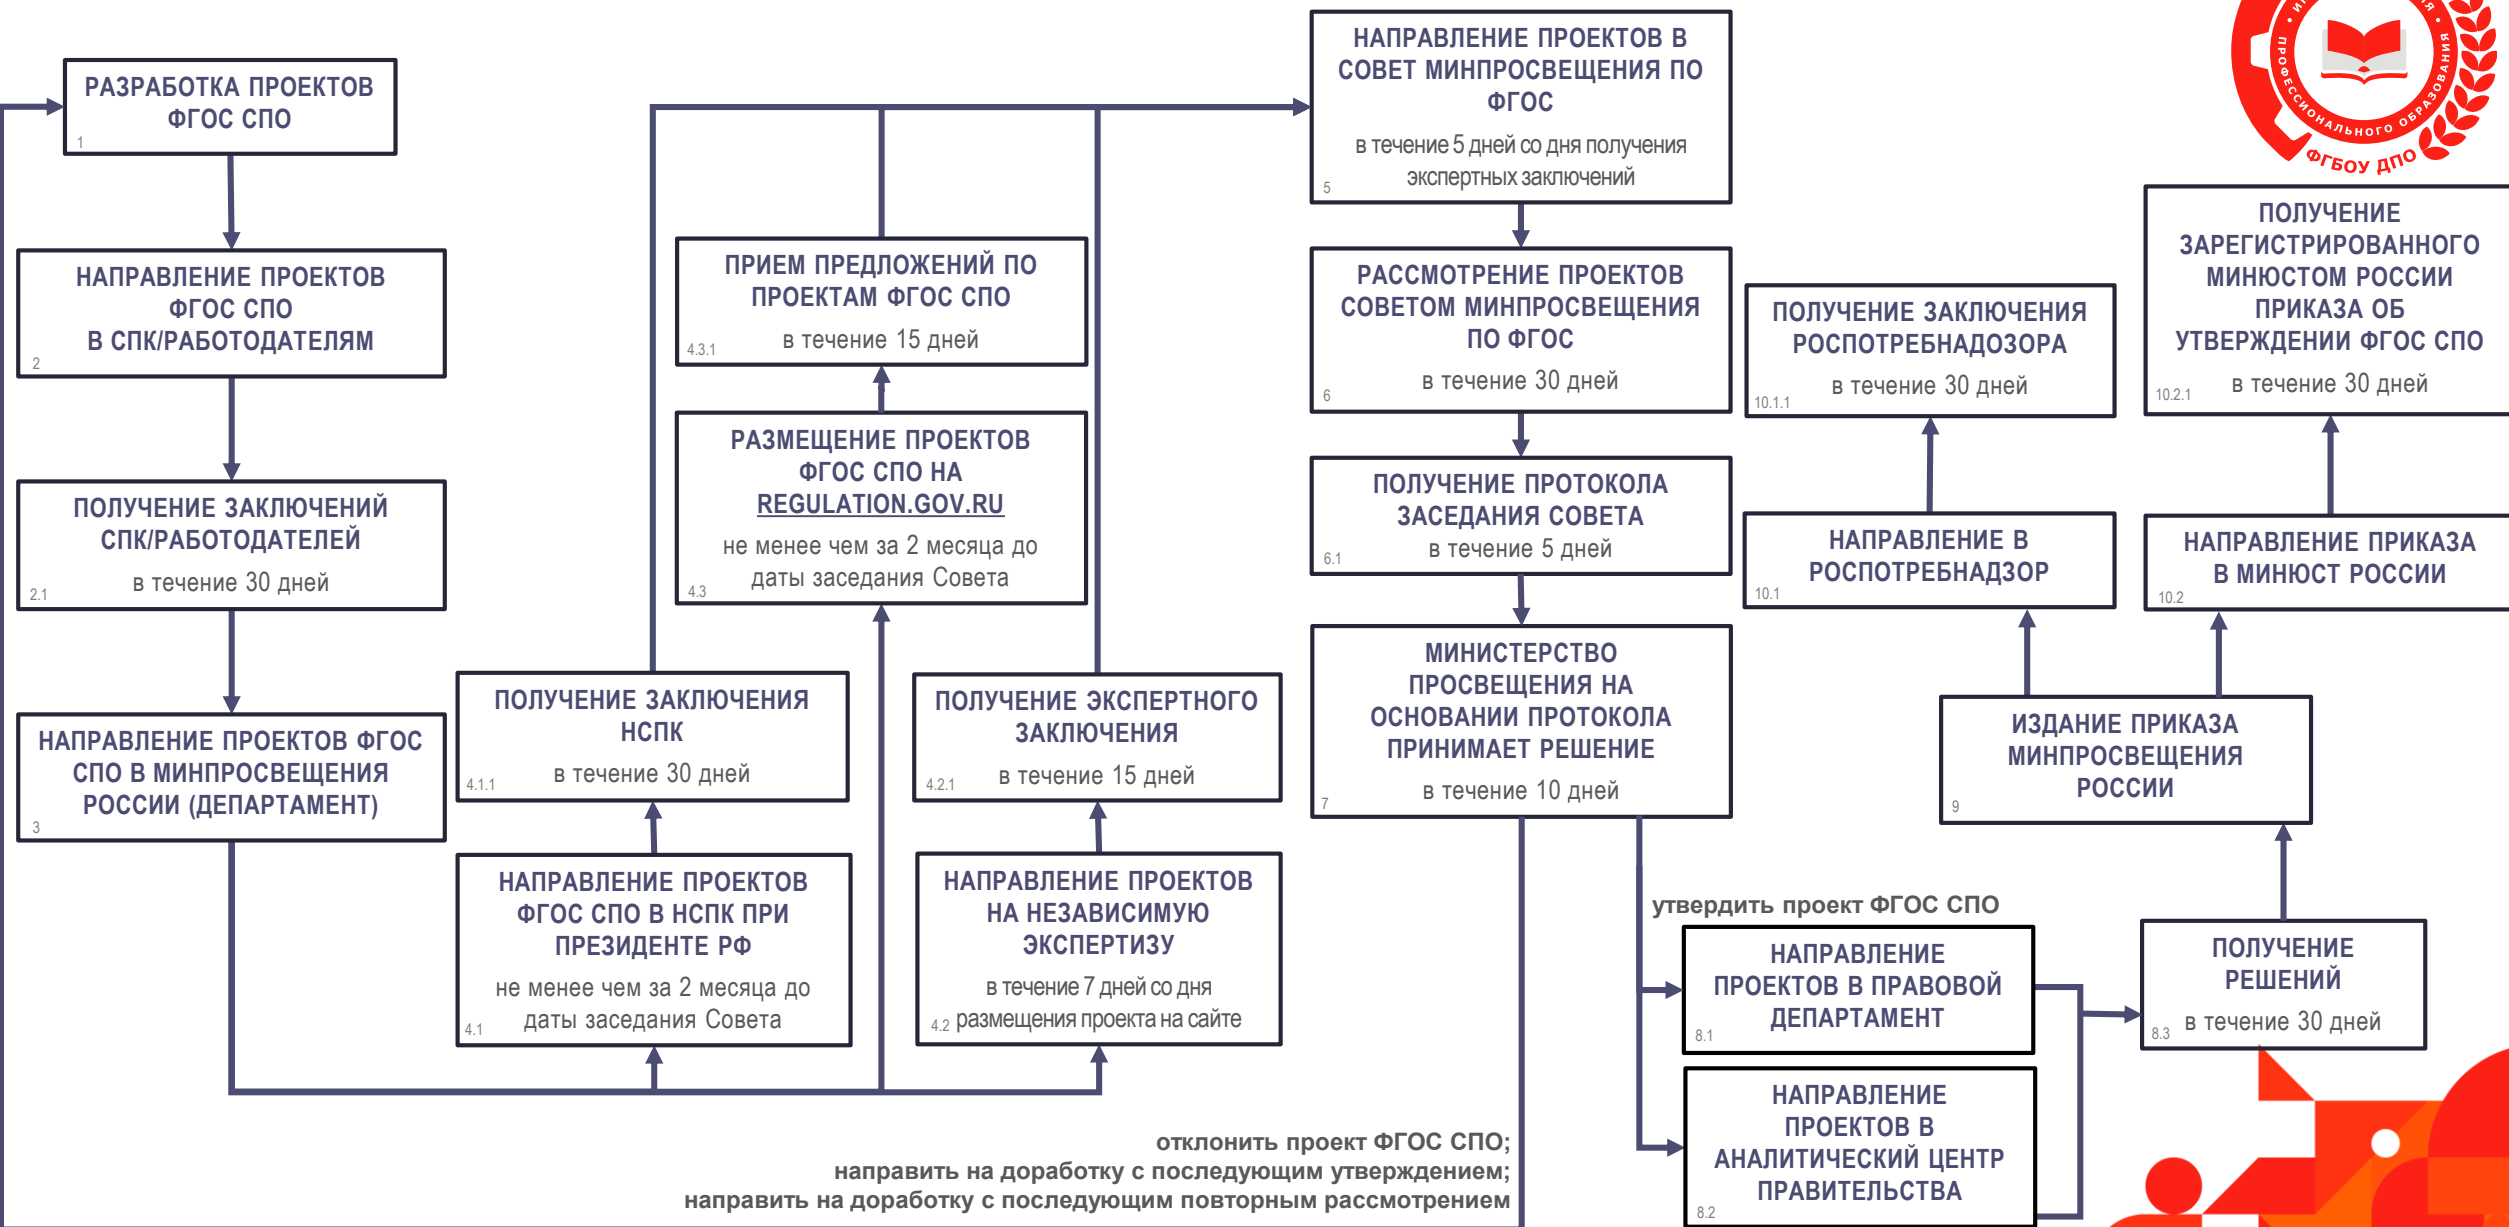 РАЗРАБОТКА ПРОЕКТОВ
ФГОС СПО
1
НАПРАВЛЕНИЕ ПРОЕКТОВ
ФГОС СПО
В СПК/РАБОТОДАТЕЛЯМ
2
ПОЛУЧЕНИЕ ЗАКЛЮЧЕНИЙ
СПК/РАБОТОДАТЕЛЕЙ
в течение 30 дней
2.1
НАПРАВЛЕНИЕ ПРОЕКТОВ ФГОС
СПО В МИНПРОСВЕЩЕНИЯ
РОССИИ (ДЕПАРТАМЕНТ)
3
НАПРАВЛЕНИЕ ПРОЕКТОВ
ФГОС СПО В НСПК ПРИ
ПРЕЗИДЕНТЕ РФ
не менее чем за 2 месяца до
даты заседания Совета
4.1
ПОЛУЧЕНИЕ ЗАКЛЮЧЕНИЯ
НСПК
в течение 30 дней
4.1.1
НАПРАВЛЕНИЕ ПРОЕКТОВ
НА НЕЗАВИСИМУЮ
ЭКСПЕРТИЗУ
в течение 7 дней со дня
размещения проекта на сайте
4.2
ПОЛУЧЕНИЕ ЭКСПЕРТНОГО
ЗАКЛЮЧЕНИЯ
в течение 15 дней
4.2.1
РАЗМЕЩЕНИЕ ПРОЕКТОВ
ФГОС СПО НА
REGULATION.GOV.RU
не менее чем за 2 месяца до
даты заседания Совета
4.3
ПРИЕМ ПРЕДЛОЖЕНИЙ ПО
ПРОЕКТАМ ФГОС СПО
в течение 15 дней
4.3.1
НАПРАВЛЕНИЕ ПРОЕКТОВ В
СОВЕТ МИНПРОСВЕЩЕНИЯ ПО
ФГОС
в течение 5 дней со дня получения
экспертных заключений
5
РАССМОТРЕНИЕ ПРОЕКТОВ
СОВЕТОМ МИНПРОСВЕЩЕНИЯ
ПО ФГОС
в течение 30 дней
6
ПОЛУЧЕНИЕ ПРОТОКОЛА
ЗАСЕДАНИЯ СОВЕТА
в течение 5 дней
6.1
МИНИСТЕРСТВО
ПРОСВЕЩЕНИЯ НА
ОСНОВАНИИ ПРОТОКОЛА
ПРИНИМАЕТ РЕШЕНИЕ
в течение 10 дней
7
отклонить проект ФГОС СПО;
направить на доработку с последующим утверждением;
направить на доработку с последующим повторным рассмотрением
утвердить проект ФГОС СПО
НАПРАВЛЕНИЕ
ПРОЕКТОВ В ПРАВОВОЙ
ДЕПАРТАМЕНТ
8.1
НАПРАВЛЕНИЕ
ПРОЕКТОВ В
АНАЛИТИЧЕСКИЙ ЦЕНТР
ПРАВИТЕЛЬСТВА
8.2
ПОЛУЧЕНИЕ
РЕШЕНИЙ
в течение 30 дней
8.3
ИЗДАНИЕ ПРИКАЗА
МИНПРОСВЕЩЕНИЯ
РОССИИ
9
НАПРАВЛЕНИЕ В
РОСПОТРЕБНАДЗОР
10.1
ПОЛУЧЕНИЕ ЗАКЛЮЧЕНИЯ
РОСПОТРЕБНАДОЗОРА
в течение 30 дней
10.1.1
НАПРАВЛЕНИЕ ПРИКАЗА
В МИНЮСТ РОССИИ
10.2
ПОЛУЧЕНИЕ
ЗАРЕГИСТРИРОВАННОГО
МИНЮСТОМ РОССИИ
ПРИКАЗА ОБ
УТВЕРЖДЕНИИ ФГОС СПО
в течение 30 дней
10.2.1
ПРОФЕССИОНАЛЬНОГО ОБРАЗОВАНИЯ
ФГБОУ ДПО